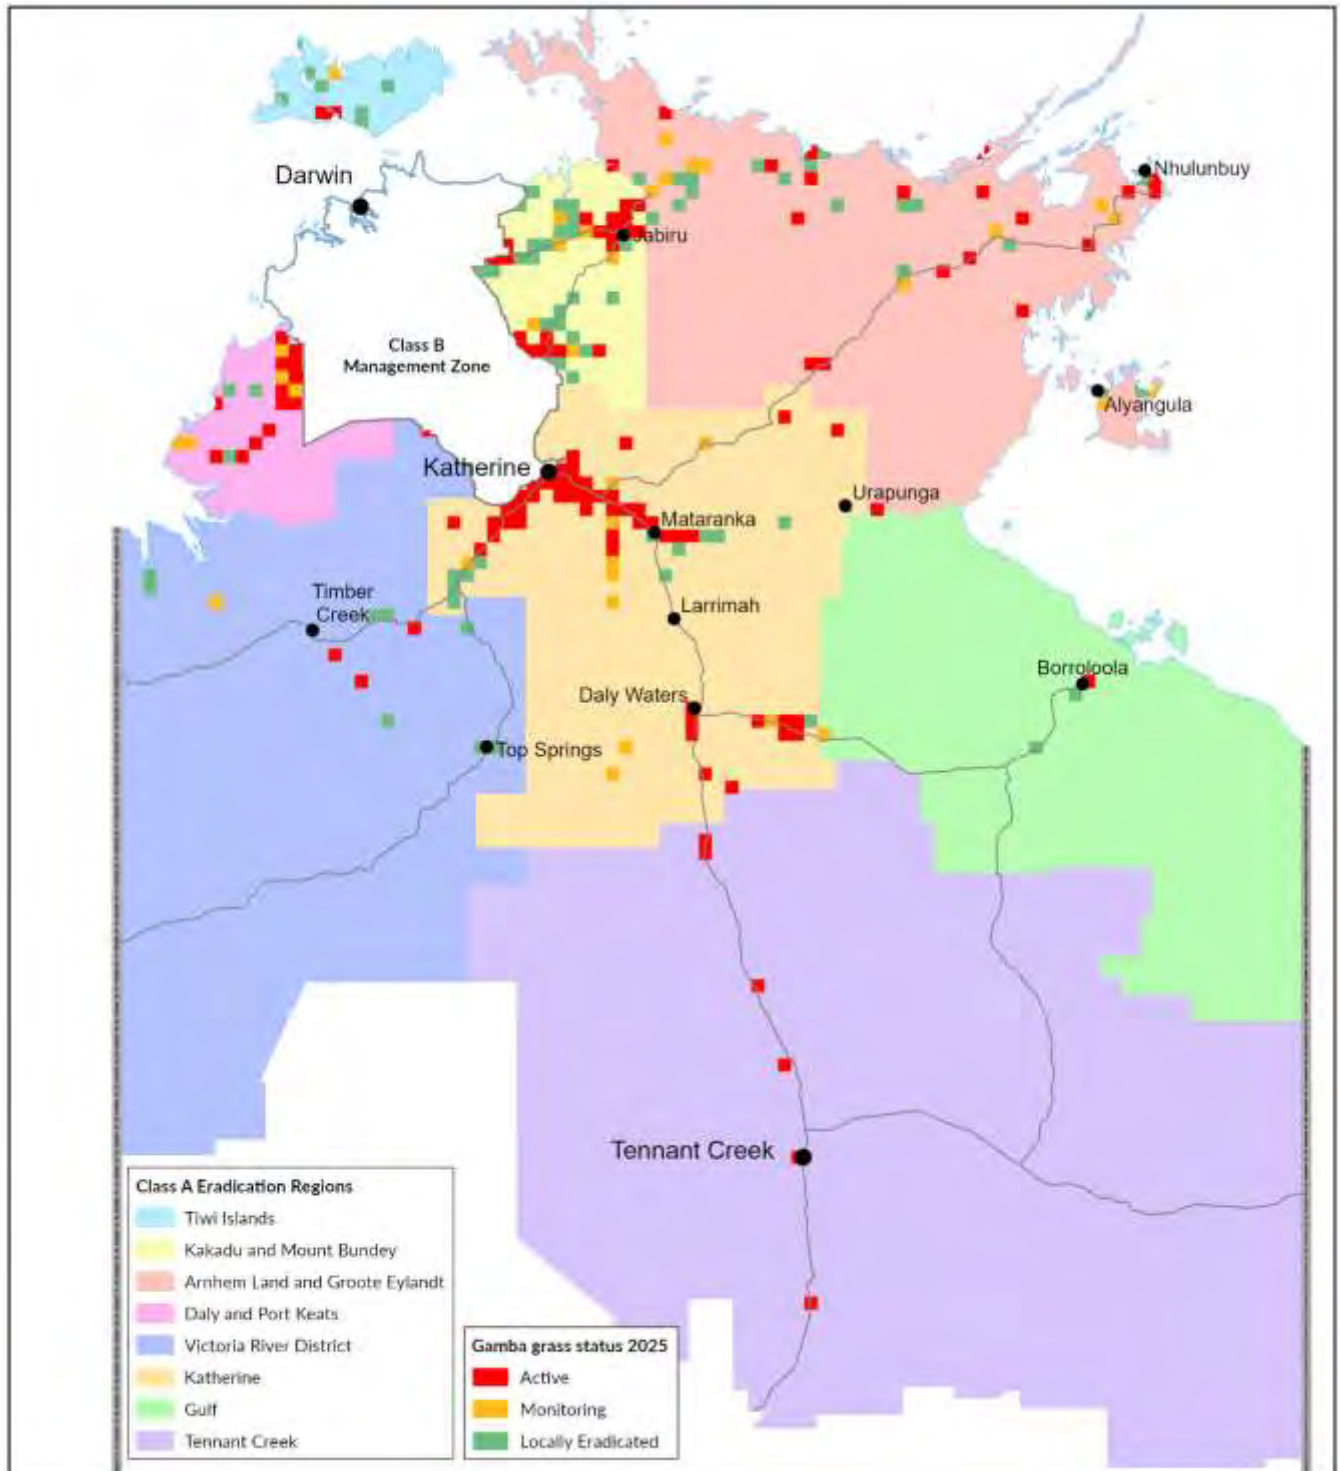 Darwin
Nhulunbuy
Jabiru
Class B
Management Zone
Alyangula
Katherine
Urapunga
Mataranka
Timber
Creek
Larrimah
Borroloola
Daly Waters
Top Springs
Tennant Creek
Class A Eradication Regions
Tiwi Islands
Kakadu and Mount Bundey
Arnhem Land and Groote Eylandt
Daly and Port Keats
Victoria River District
Katherine
Gulf
Tennant Creek
Gamba grass status 2025
Active
Monitoring
Locally Eradicated